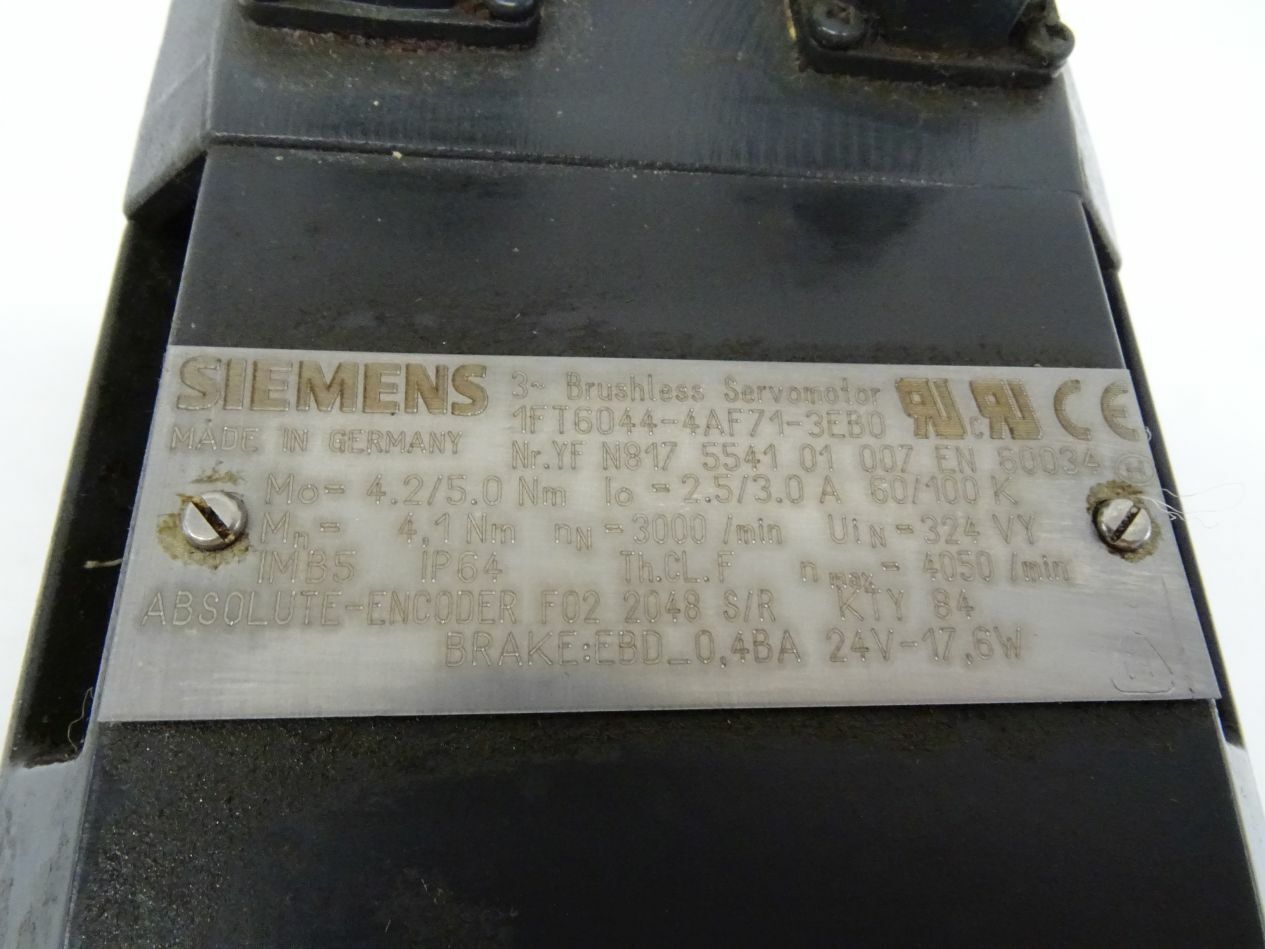 SIEMENS 3~ Brushless Servomotor
1FT6044-4AF71-3EB0
MADE IN GERMANY Nr.YF N817 5541 01 007 EN 60034
Mo= 4.2/5.0 Nm Io = 2.5/3.0 A 60/100 K
Mn= 4,1 Nm nN = 3000 /min UiN = 324 VY
IMB5 IP64 Th.CL.F n max = 4050 /min
ABSOLUTE-ENCODER F02 2048 S/R KTY 84
BRAKE:EBD_0,4BA 24V-17,6W